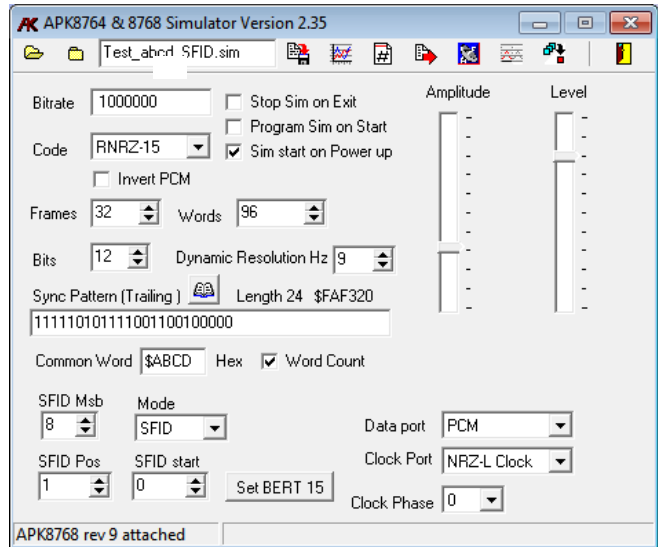 APK8764 & 8768 Simulator Version 2.35
Test_abcd_SFID.sim
Bitrate 1000000
Stop Sim on Exit
Program Sim on Start
Code RNRZ-15
Sim start on Power up
Invert PCM
Amplitude Level
Frames 32 Words 96
Bits 12 Dynamic Resolution Hz 9
Sync Pattern (Trailing ) Length 24 $FAF320
111110101111001100100000
Common Word $ABCD Hex Word Count
SFID Msb Mode
8 SFID
Data port PCM
SFID Pos SFID start
Clock Port NRZ-L Clock
1 0 Set BERT 15
Clock Phase 0
APK8768 rev 9 attached